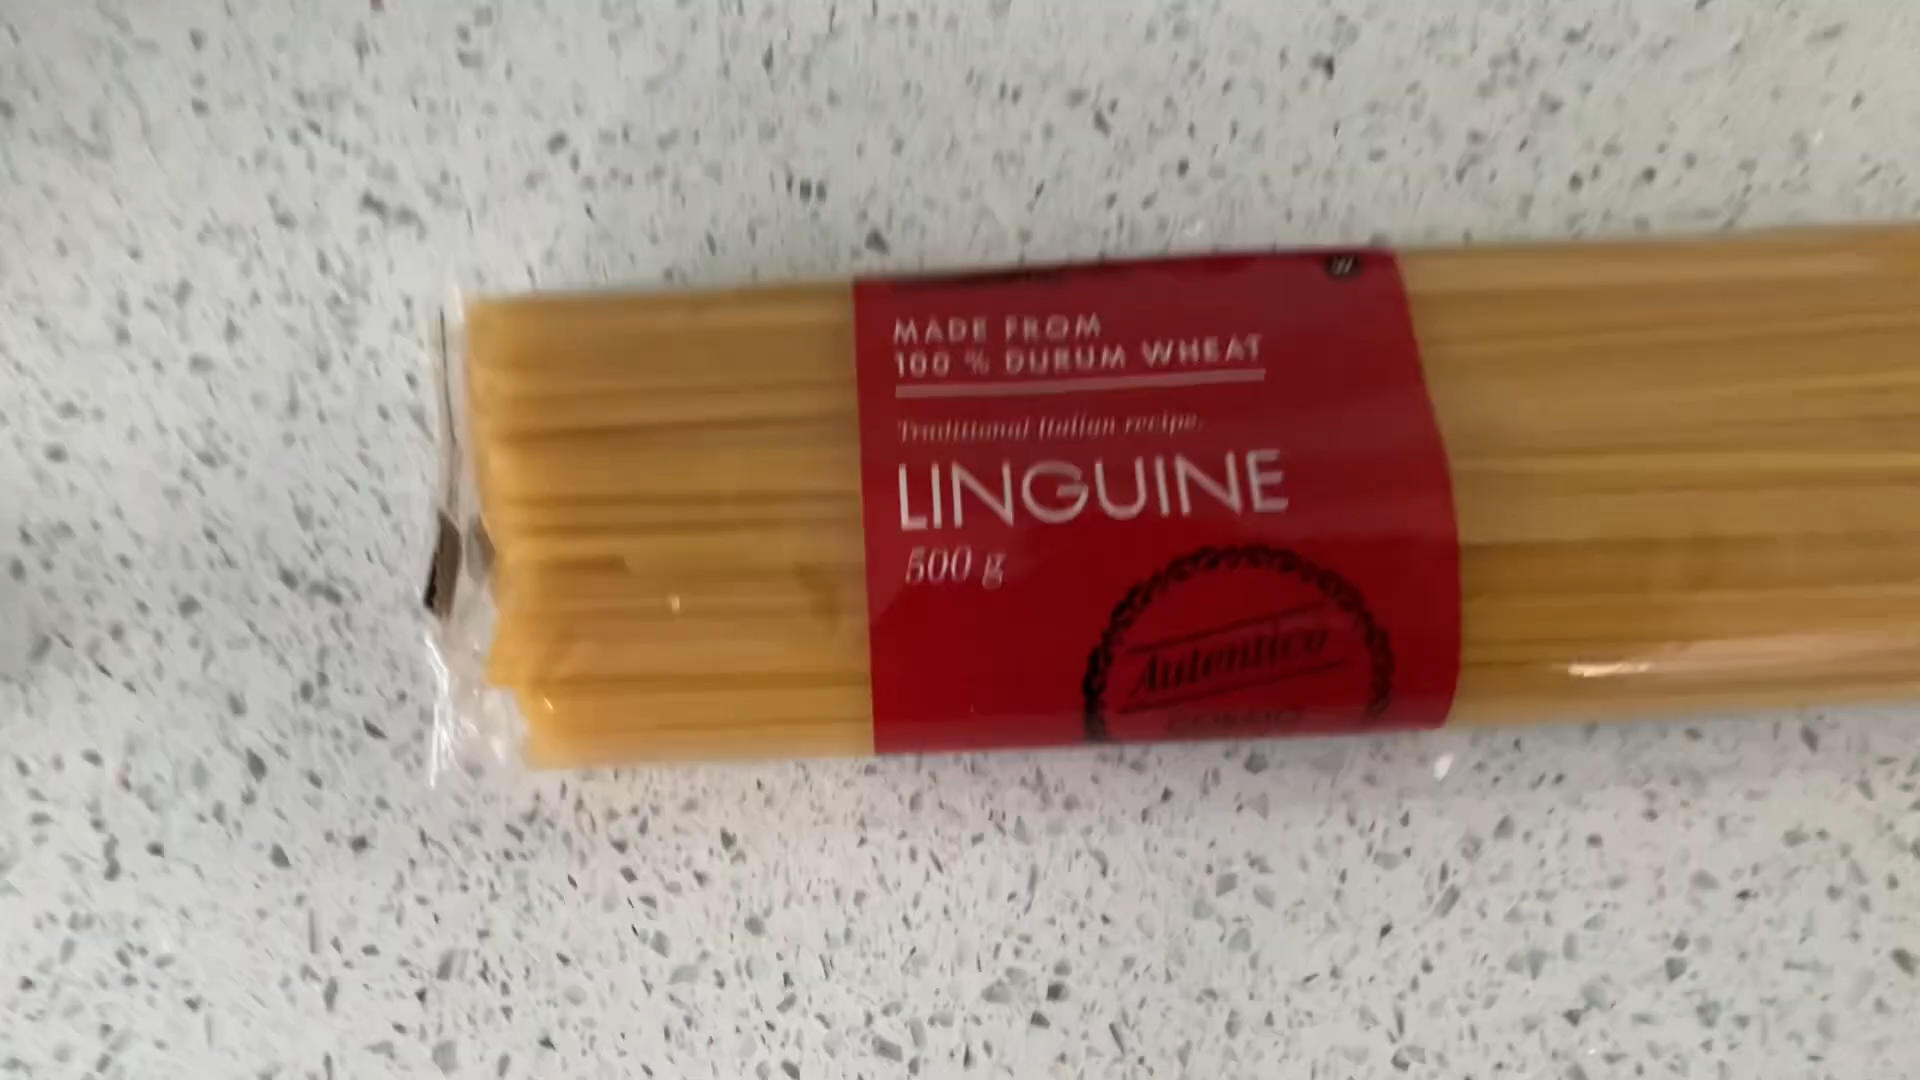 MADE FROM
100 % DURUM WHEAT
Traditional Italian recipe.
LINGUINE
500 g
Autentico